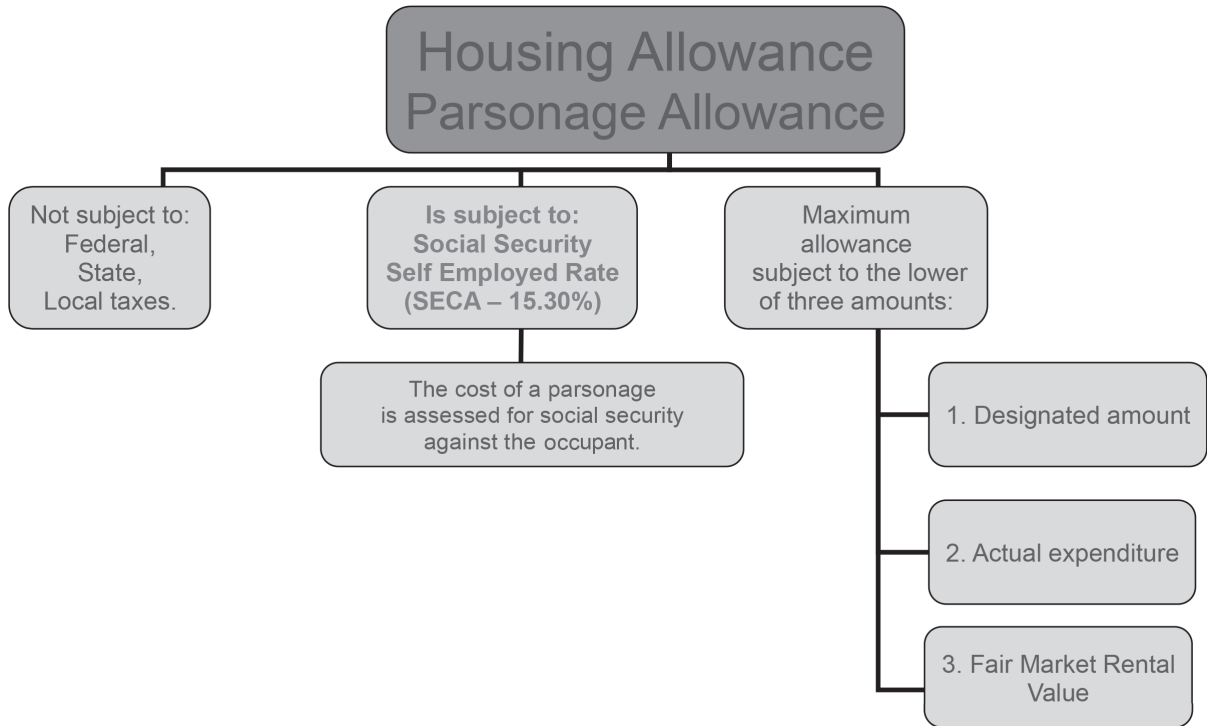 Housing Allowance
Parsonage Allowance
Not subject to:
Federal,
State,
Local taxes.
Is subject to:
Social Security
Self Employed Rate
(SECA – 15.30%)
The cost of a parsonage
is assessed for social security
against the occupant.
Maximum
allowance
subject to the lower
of three amounts:
1. Designated amount
2. Actual expenditure
3. Fair Market Rental
Value